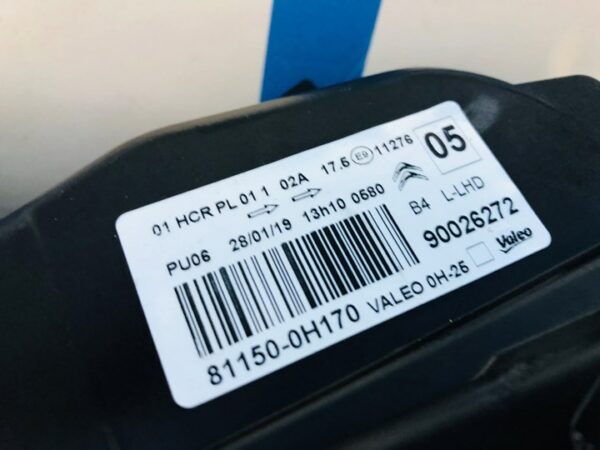 01 HCR PL 01 1 02A 17.5 E9 11276 05
PU06 28/01/19 13h10 0580 B4 L-LHD
90026272
81150-0H170 VALEO 0H-25 Valeo